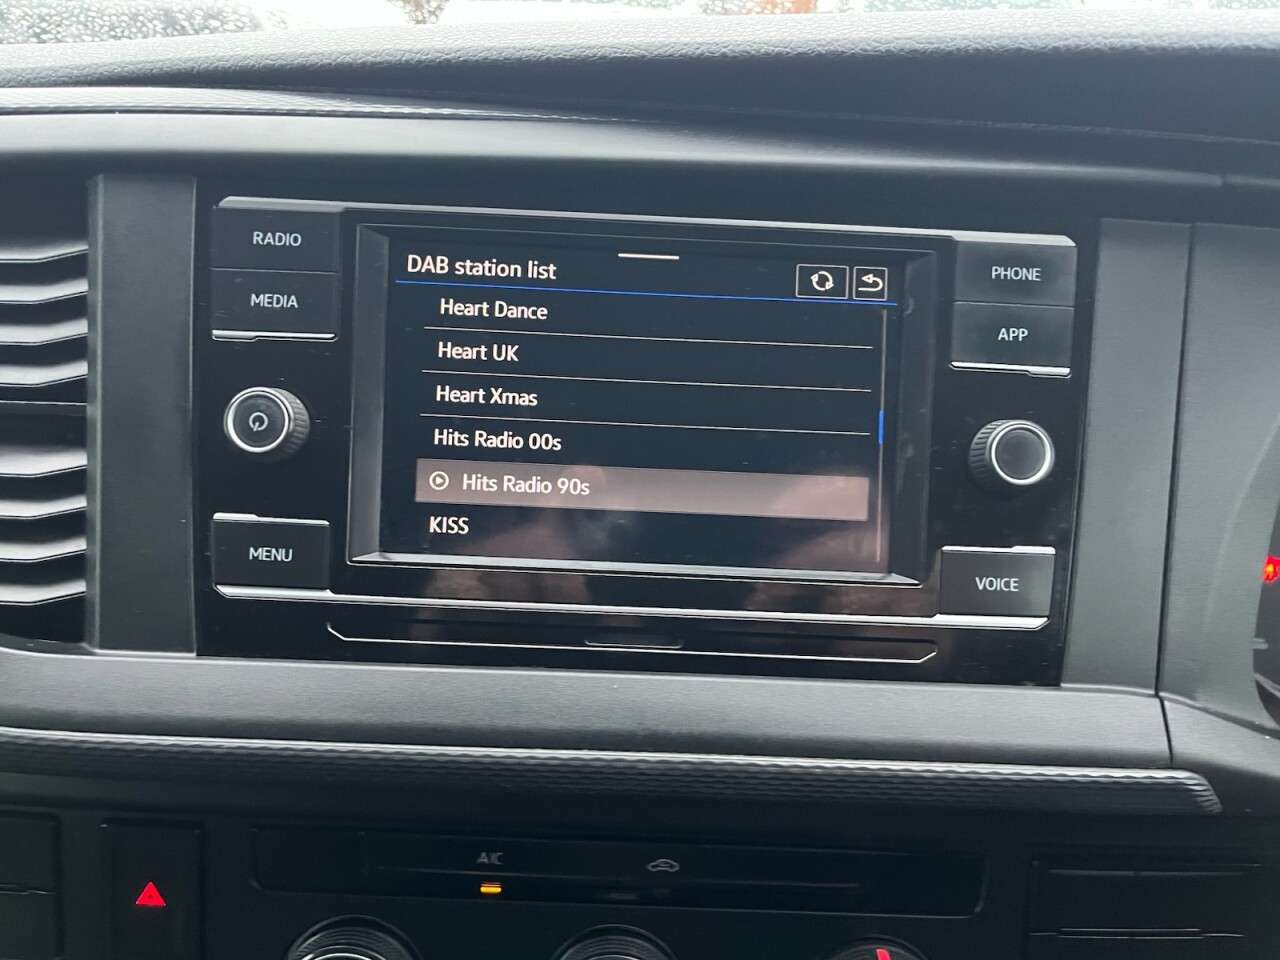 RADIO
MEDIA
MENU
DAB station list
Heart Dance
Heart UK
Heart Xmas
Hits Radio 00s
Hits Radio 90s
KISS
PHONE
APP
VOICE
A/C